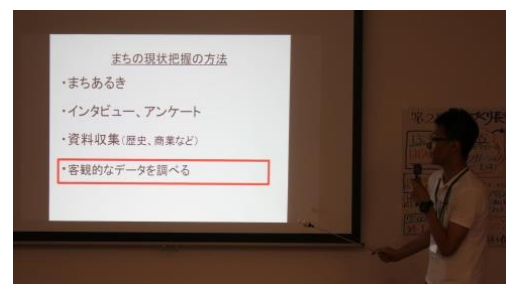 まちの現状把握の方法
・まちあるき
・インタビュー、アンケート
・資料収集(歴史、商業など)
・客観的なデータを調べる
第2